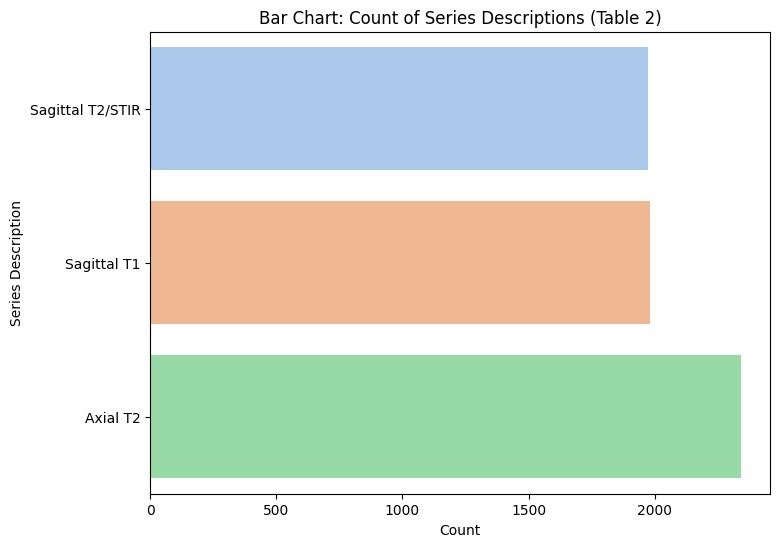 Bar Chart: Count of Series Descriptions (Table 2)
Series Description
Sagittal T2/STIR
Sagittal T1
Axial T2
0 500 1000 1500 2000
Count